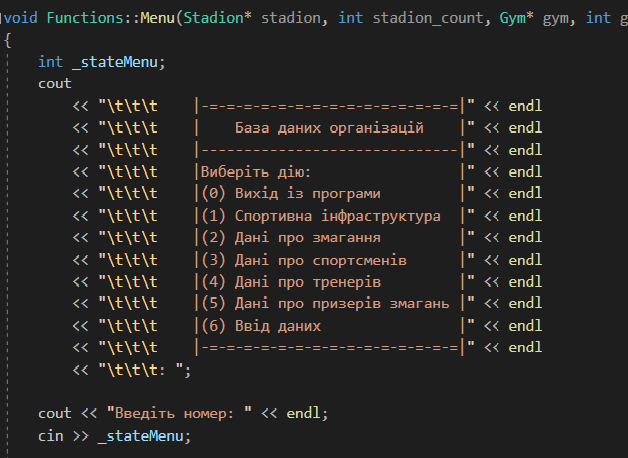 void Functions::Menu(Stadion* stadion, int stadion_count, Gym* gym, int g
{
int _stateMenu;
cout
<< "\t\t\t    |-=-=-=-=-=-=-=-=-=-=-=-=-=-=-=|" << endl
<< "\t\t\t    |    База даних організацій    |" << endl
<< "\t\t\t    |------------------------------|" << endl
<< "\t\t\t    |Виберіть дію:                 |" << endl
<< "\t\t\t    |(0) Вихід із програми         |" << endl
<< "\t\t\t    |(1) Спортивна інфраструктура  |" << endl
<< "\t\t\t    |(2) Дані про змагання         |" << endl
<< "\t\t\t    |(3) Дані про спортсменів      |" << endl
<< "\t\t\t    |(4) Дані про тренерів         |" << endl
<< "\t\t\t    |(5) Дані про призерів змагань |" << endl
<< "\t\t\t    |(6) Ввід даних                |" << endl
<< "\t\t\t    |-=-=-=-=-=-=-=-=-=-=-=-=-=-=-=|" << endl
<< "\t\t\t: ";
cout << "Введіть номер: " << endl;
cin >> _stateMenu;